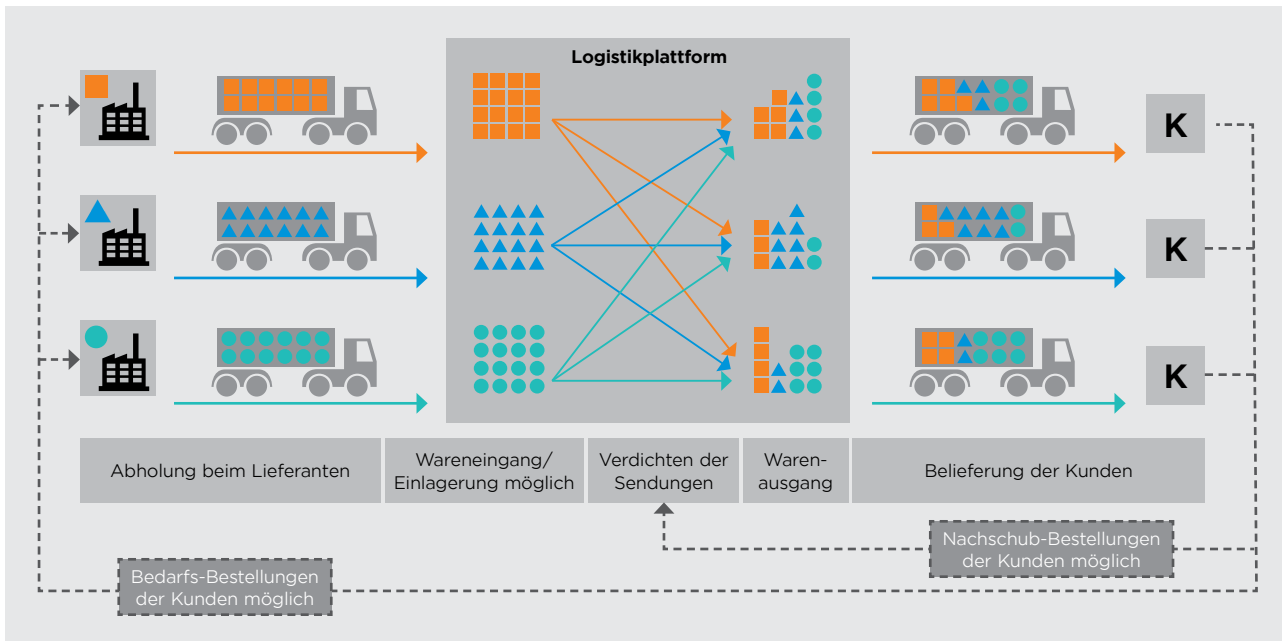 Logistikplattform
K
K
K
Abholung beim Lieferanten
Wareneingang/
Einlagerung möglich
Verdichten der
Sendungen
Waren-
ausgang
Belieferung der Kunden
Nachschub-Bestellungen
der Kunden möglich
Bedarfs-Bestellungen
der Kunden möglich